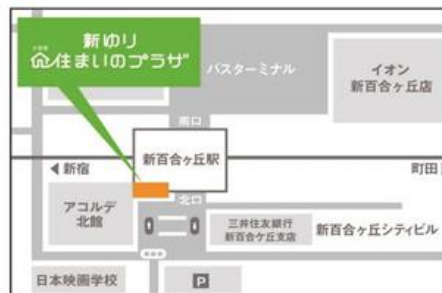 新ゆり
住まいのプラザ
バスターミナル
イオン
新百合ヶ丘店
南口
新百合ヶ丘駅
◀新宿
町田
北口
アコルデ
北館
三井住友銀行
新百合ケ丘支店
新百合ヶ丘シティビル
日本映画学校
P